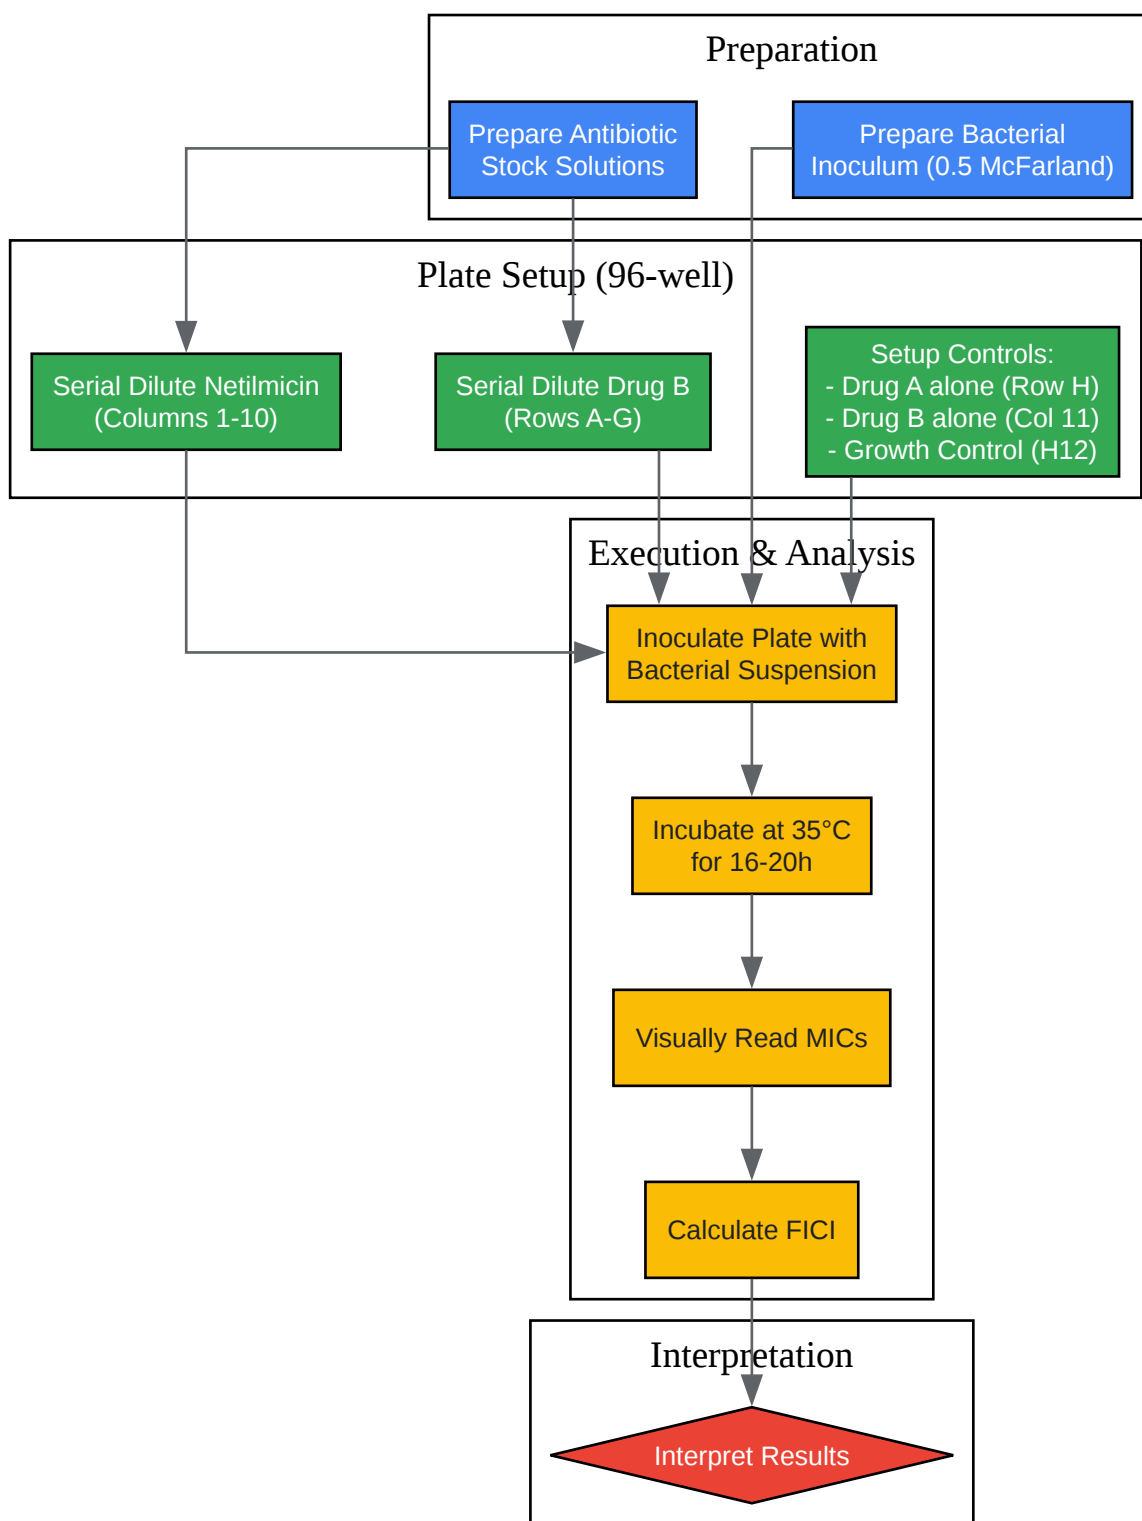 Preparation
Prepare Antibiotic
Stock Solutions
Prepare Bacterial
Inoculum (0.5 McFarland)
Plate Setup (96-well)
Serial Dilute Netilmicin
(Columns 1-10)
Serial Dilute Drug B
(Rows A-G)
Setup Controls:
- Drug A alone (Row H)
- Drug B alone (Col 11)
- Growth Control (H12)
Execution & Analysis
Inoculate Plate with
Bacterial Suspension
Incubate at 35°C
for 16-20h
Visually Read MICs
Calculate FICI
Interpretation
Interpret Results